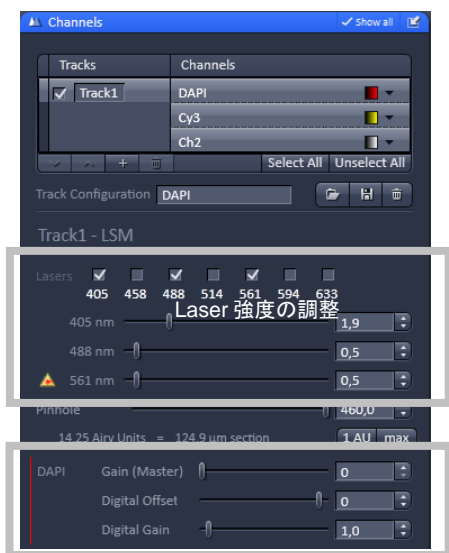 Channels Show all
Tracks Channels
Track1 DAPI
Cy3
Ch2
Select All Unselect All
Track Configuration DAPI
Track1 - LSM
Lasers
405 458 488 514 561 594 633
Laser 強度の調整
405 nm 1,9
488 nm 0,5
561 nm 0,5
Pinhole 460,0
14.25 Airy Units = 124.9 µm section 1 AU max
DAPI Gain (Master) 0
Digital Offset 0
Digital Gain 1,0